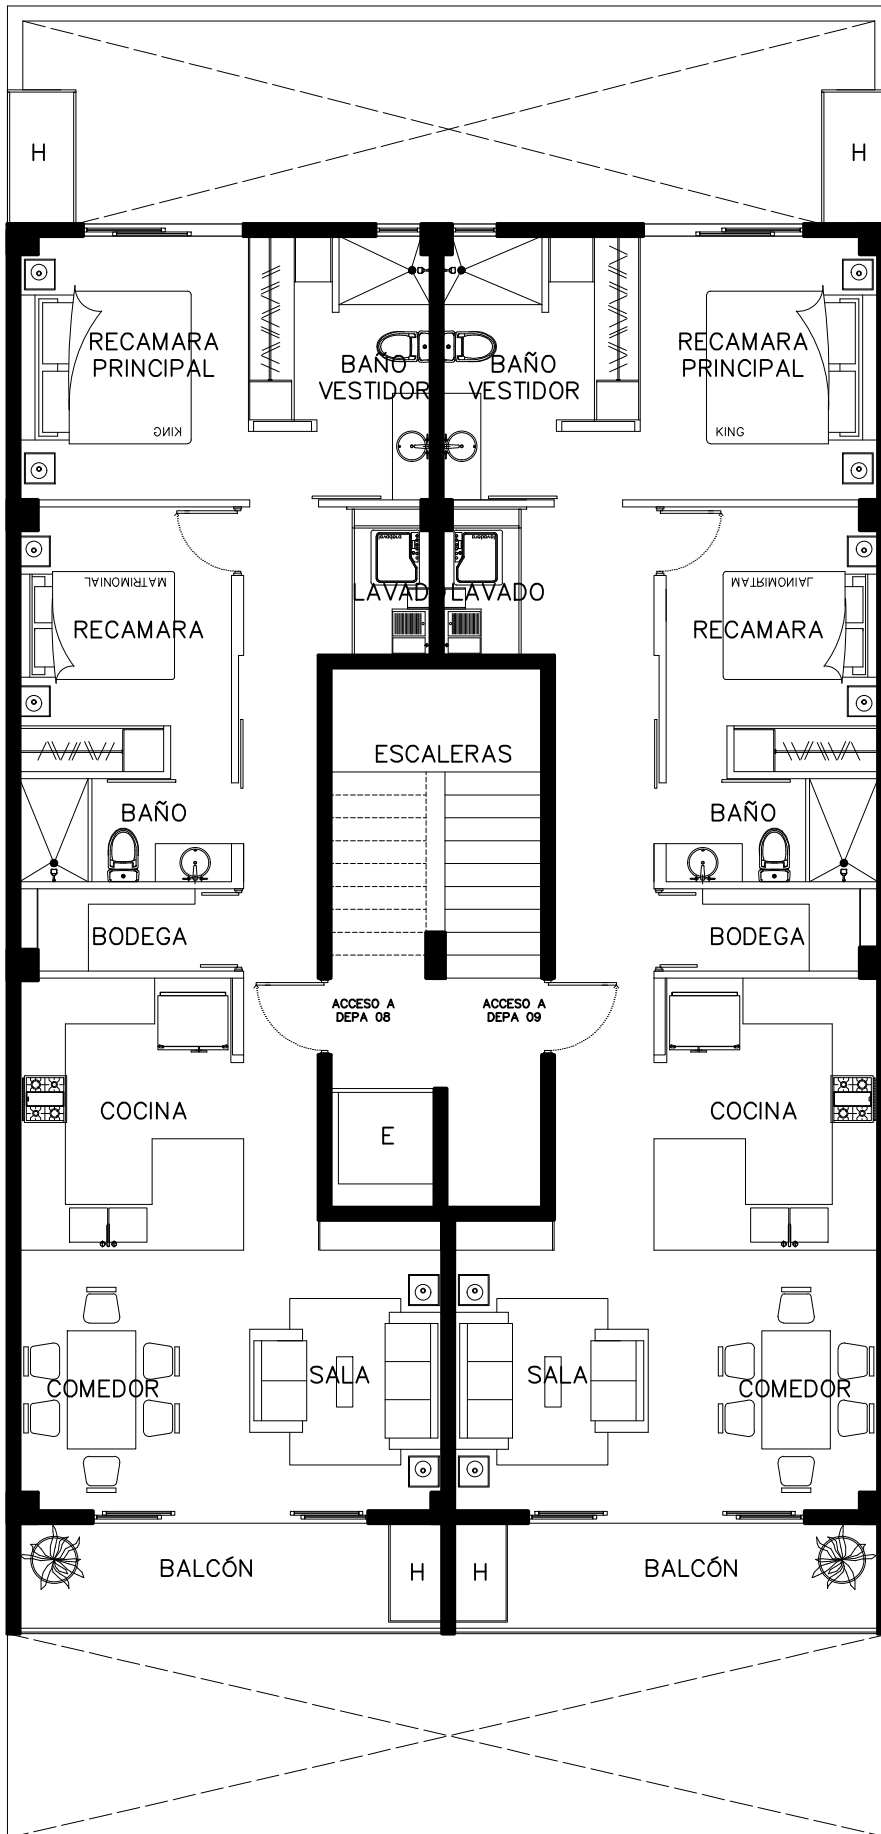 H
H
RECAMARA
PRINCIPAL
KING
BAÑO
VESTIDOR
BAÑO
VESTIDOR
RECAMARA
PRINCIPAL
KING
MATRIMONIAL
RECAMARA
LAVADO
LAVADO
MATRIMONIAL
RECAMARA
ESCALERAS
BAÑO
BAÑO
BODEGA
BODEGA
ACCESO A
DEPA 08
ACCESO A
DEPA 09
COCINA
E
COCINA
COMEDOR
SALA
SALA
COMEDOR
BALCÓN
H
H
BALCÓN